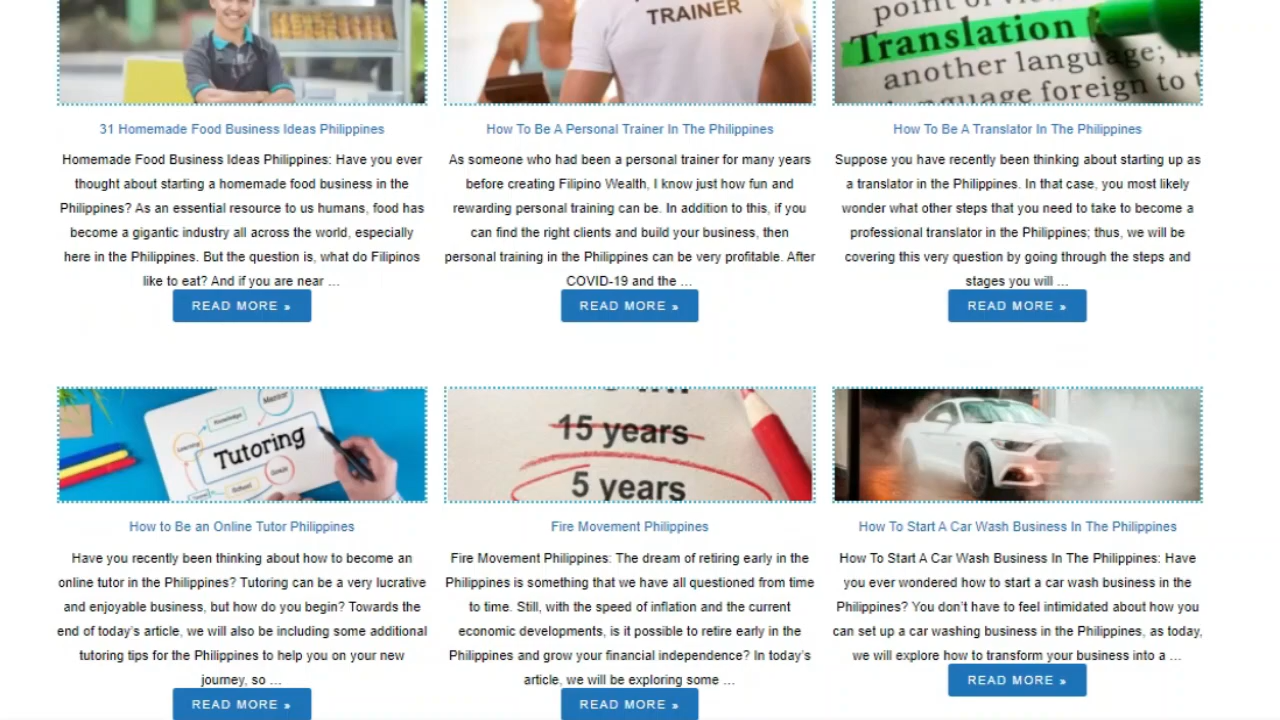 TRAINER
point of
Translation
another language;
language foreign to
31 Homemade Food Business Ideas Philippines
How To Be A Personal Trainer In The Philippines
How To Be A Translator In The Philippines
Homemade Food Business Ideas Philippines: Have you ever
thought about starting a homemade food business in the
Philippines? As an essential resource to us humans, food has
become a gigantic industry all across the world, especially
here in the Philippines. But the question is, what do Filipinos
like to eat? And if you are near ...
READ MORE »
As someone who had been a personal trainer for many years
before creating Filipino Wealth, I know just how fun and
rewarding personal training can be. In addition to this, if you
can find the right clients and build your business, then
personal training in the Philippines can be very profitable. After
COVID-19 and the ...
READ MORE »
Suppose you have recently been thinking about starting up as
a translator in the Philippines. In that case, you most likely
wonder what other steps that you need to take to become a
professional translator in the Philippines; thus, we will be
covering this very question by going through the steps and
stages you will ...
READ MORE »
Mentor
Knowledge
Tutoring
15 years
5 years
How to Be an Online Tutor Philippines
Fire Movement Philippines
How To Start A Car Wash Business In The Philippines
Have you recently been thinking about how to become an
online tutor in the Philippines? Tutoring can be a very lucrative
and enjoyable business, but how do you begin? Towards the
end of today's article, we will also be including some additional
tutoring tips for the Philippines to help you on your new
journey, so ...
READ MORE »
Fire Movement Philippines: The dream of retiring early in the
Philippines is something that we have all questioned from time
to time. Still, with the speed of inflation and the current
economic developments, is it possible to retire early in the
Philippines and grow your financial independence? In today's
article, we will be exploring some ...
READ MORE »
How To Start A Car Wash Business In The Philippines: Have
you ever wondered how to start a car wash business in the
Philippines? You don't have to feel intimidated about how you
can set up a car washing business in the Philippines, as today,
we will explore how to transform your business into a ...
READ MORE »